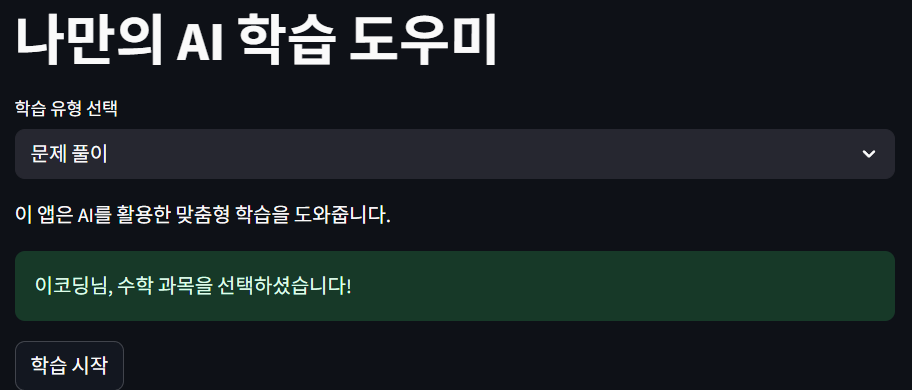 나만의 AI 학습 도우미
학습 유형 선택
문제 풀이
이 앱은 AI를 활용한 맞춤형 학습을 도와줍니다.
이코딩님, 수학 과목을 선택하셨습니다!
학습 시작